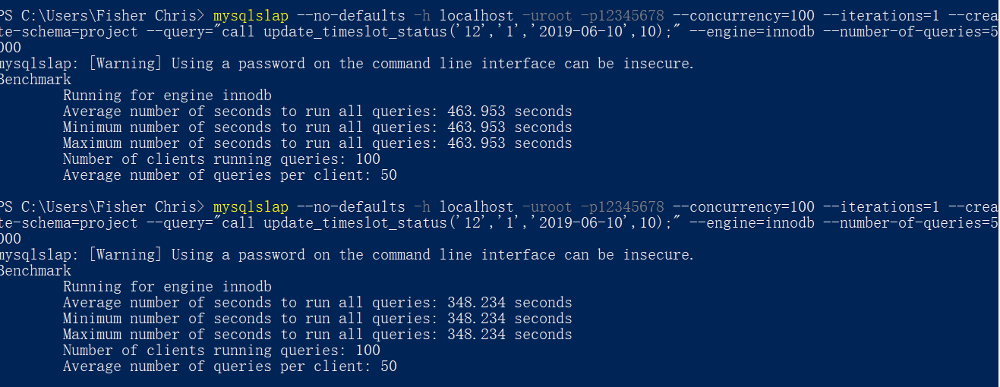 PS C:\Users\Fisher Chris> mysqlslap --no-defaults -h localhost -uroot -p12345678 --concurrency=100 --iterations=1 --crea
te-schema=project --query="call update_timeslot_status('12','1','2019-06-10',10);" --engine=innodb --number-of-queries=5
000
mysqlslap: [Warning] Using a password on the command line interface can be insecure.
Benchmark
        Running for engine innodb
        Average number of seconds to run all queries: 463.953 seconds
        Minimum number of seconds to run all queries: 463.953 seconds
        Maximum number of seconds to run all queries: 463.953 seconds
        Number of clients running queries: 100
        Average number of queries per client: 50

PS C:\Users\Fisher Chris> mysqlslap --no-defaults -h localhost -uroot -p12345678 --concurrency=100 --iterations=1 --crea
te-schema=project --query="call update_timeslot_status('12','1','2019-06-10',10);" --engine=innodb --number-of-queries=5
000
mysqlslap: [Warning] Using a password on the command line interface can be insecure.
Benchmark
        Running for engine innodb
        Average number of seconds to run all queries: 348.234 seconds
        Minimum number of seconds to run all queries: 348.234 seconds
        Maximum number of seconds to run all queries: 348.234 seconds
        Number of clients running queries: 100
        Average number of queries per client: 50